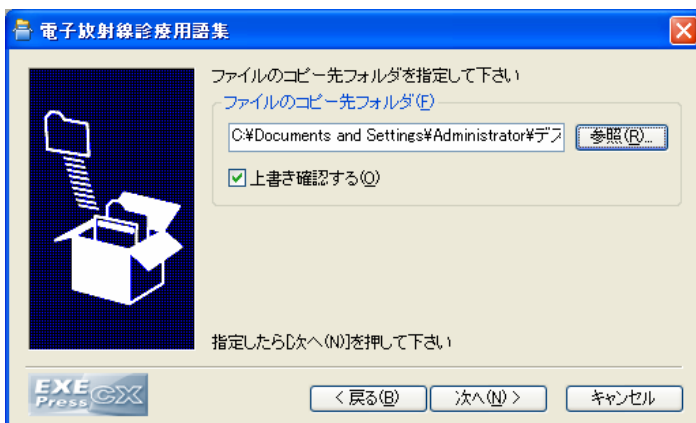 電子放射線診療用語集
ファイルのコピー先フォルダを指定して下さい
ファイルのコピー先フォルダ(F)
C:¥Documents and Settings¥Administrator¥デス
参照(R)...
上書き確認する(O)
指定したら[次へ(N)]を押して下さい
EXE
Press CX
< 戻る(B)
次へ(N) >
キャンセル